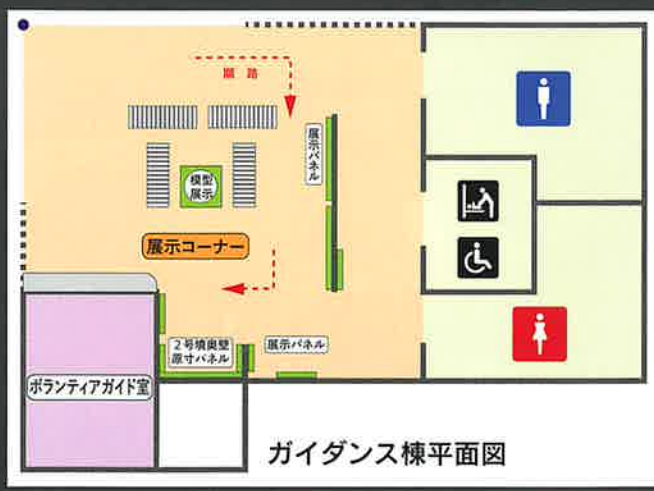 順 路
展示パネル
模型
展示
展示コーナー
2号墳奥壁
原寸パネル
展示パネル
ボランティアガイド室
ガイダンス棟平面図